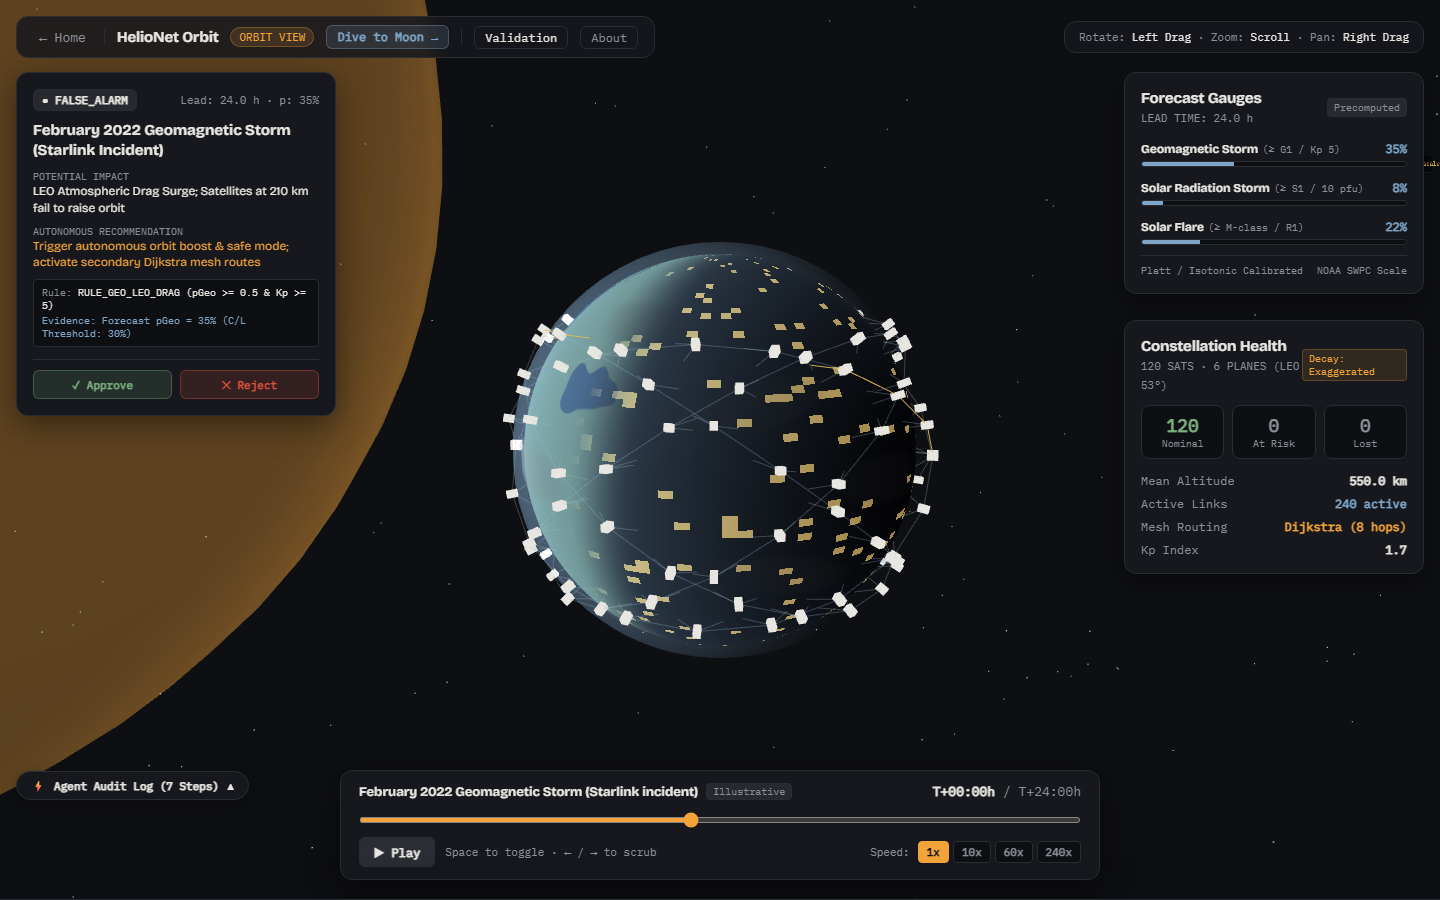 ← Home HelioNet Orbit ORBIT VIEW Dive to Moon → Validation About
Rotate: Left Drag · Zoom: Scroll · Pan: Right Drag
FALSE_ALARM Lead: 24.0 h · p: 35%
February 2022 Geomagnetic Storm
(Starlink Incident)
POTENTIAL IMPACT
LEO Atmospheric Drag Surge; Satellites at 210 km
fail to raise orbit
AUTONOMOUS RECOMMENDATION
Trigger autonomous orbit boost & safe mode;
activate secondary Dijkstra mesh routes
Rule: RULE_GEO_LEO_DRAG (pGeo >= 0.5 & Kp >=
5)
Evidence: Forecast pGeo = 35% (C/L
Threshold: 30%)
✓ Approve ✕ Reject
Forecast Gauges
LEAD TIME: 24.0 h
Precomputed
Geomagnetic Storm (≥ G1 / Kp 5) 35%
Solar Radiation Storm (≥ S1 / 10 pfu) 8%
Solar Flare (≥ M-class / R1) 22%
Platt / Isotonic Calibrated NOAA SWPC Scale
Constellation Health
120 SATS · 6 PLANES (LEO
53°)
Decay:
Exaggerated
120 0 0
Nominal At Risk Lost
Mean Altitude 550.0 km
Active Links 240 active
Mesh Routing Dijkstra (8 hops)
Kp Index 1.7
Agent Audit Log (7 Steps) ▲
February 2022 Geomagnetic Storm (Starlink incident) Illustrative T+00:00h / T+24:00h
▶ Play Space to toggle · ← / → to scrub Speed: 1x 10x 60x 240x